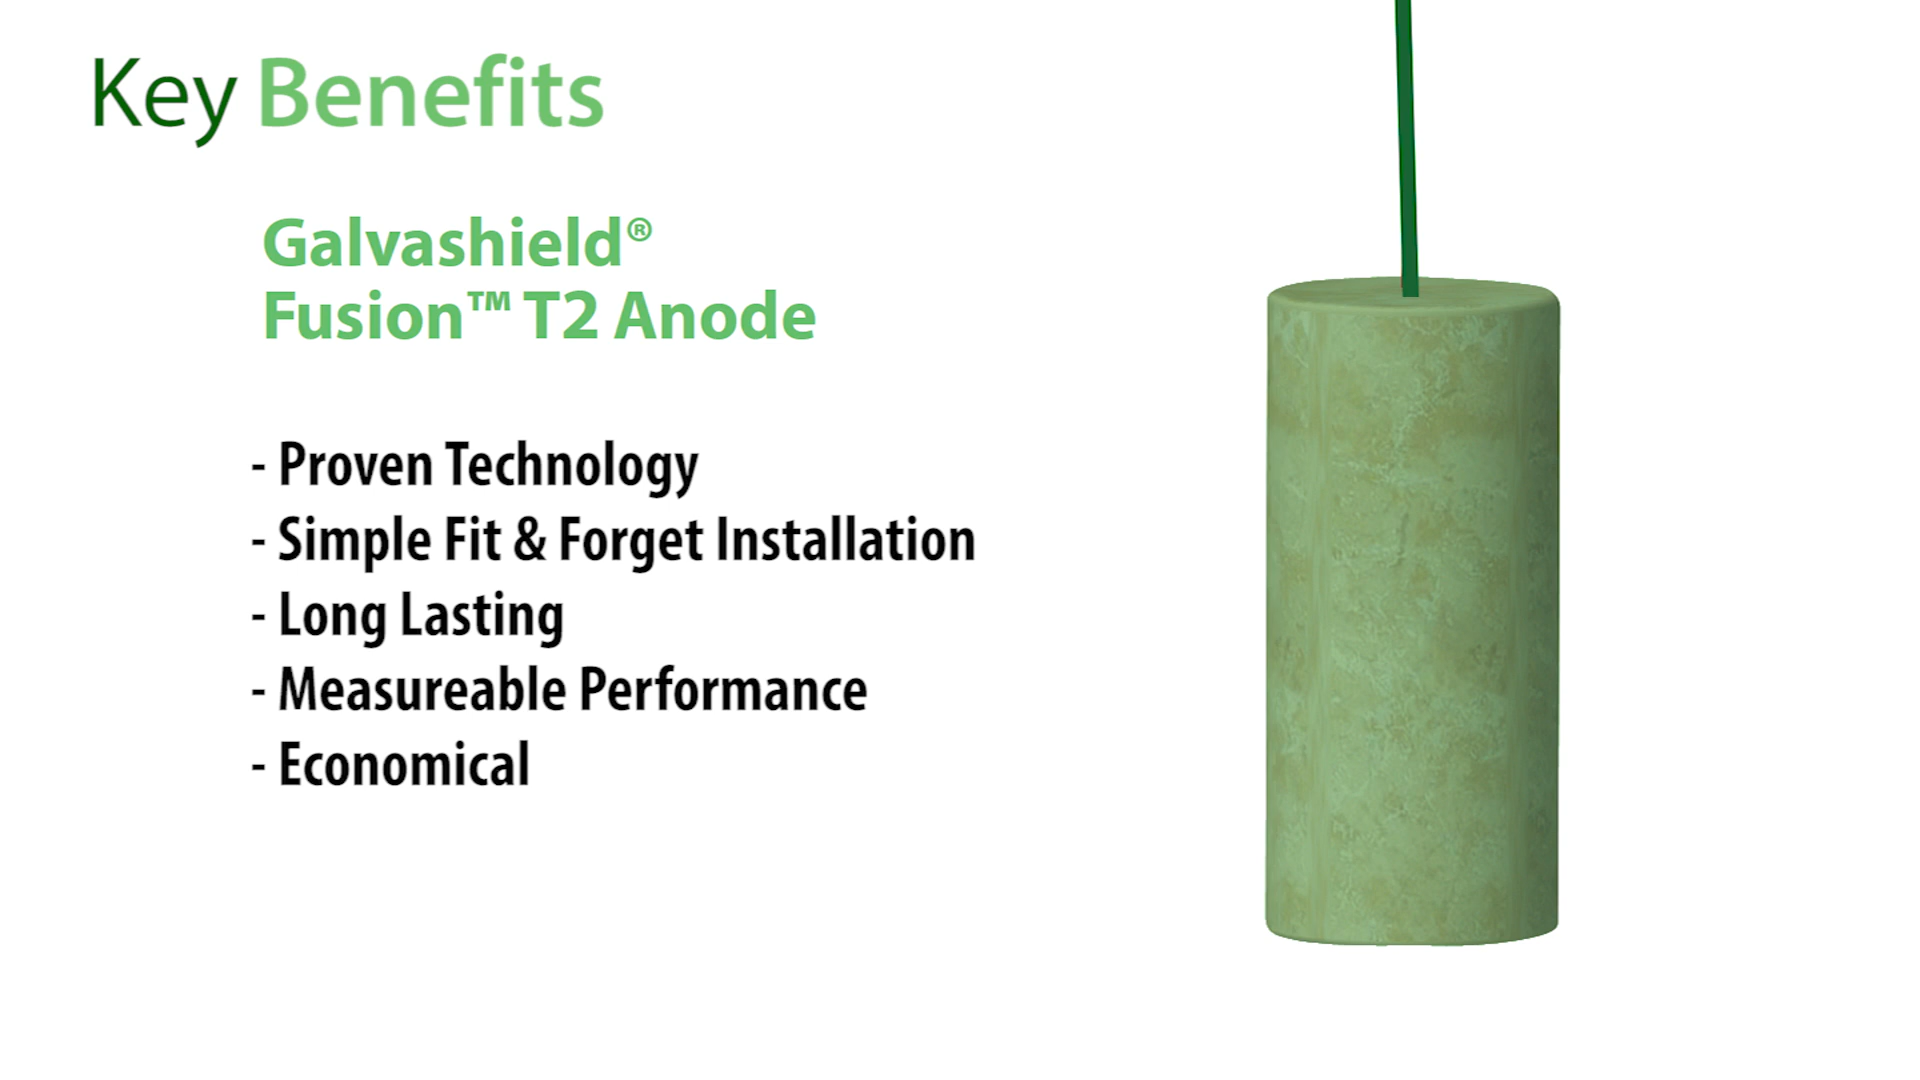 Key Benefits
Galvashield®
Fusion™ T2 Anode
- Proven Technology
- Simple Fit & Forget Installation
- Long Lasting
- Measureable Performance
- Economical